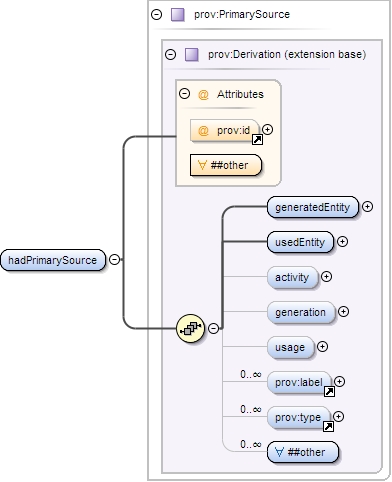 prov:PrimarySource
prov:Derivation (extension base)
@ Attributes
@ prov:id
∀ ##other
hadPrimarySource
generatedEntity
usedEntity
activity
generation
usage
0..∞
prov:label
0..∞
prov:type
0..∞
∀ ##other